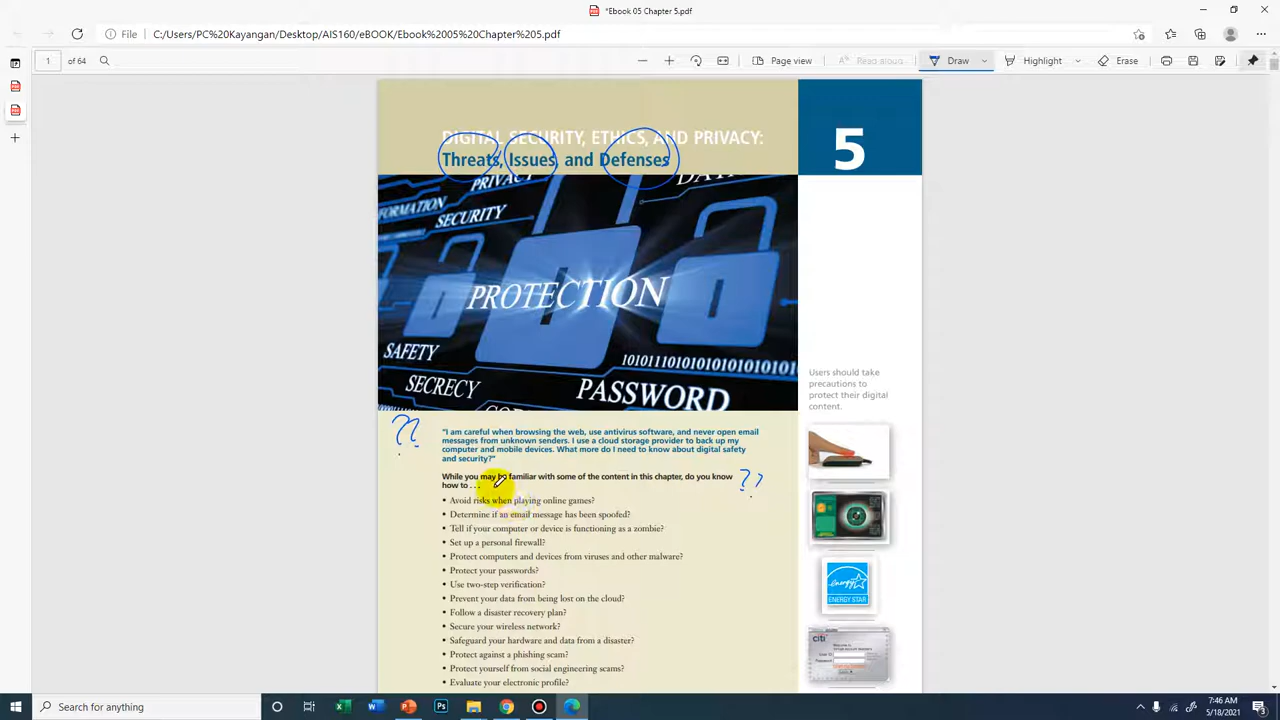 *Ebook 05 Chapter 5.pdf
File C:/Users/PC%20Kayangan/Desktop/AIS160/eBOOK/Ebook%2005%20Chapter%205.pdf
1 of 64
Page view
Read aloud
Draw
Highlight
Erase
DIGITAL SECURITY, ETHICS, AND PRIVACY:
Threats, Issues, and Defenses
5
PRIVACY
DATA
FORMATION
SECURITY
PROTECTION
SAFETY
SECRECY
PASSWORD
Users should take
precautions to
protect their digital
content.
??
“I am careful when browsing the web, use antivirus software, and never open email
messages from unknown senders. I use a cloud storage provider to back up my
computer and mobile devices. What more do I need to know about digital safety
and security?”
While you may be familiar with some of the content in this chapter, do you know
how to . . .
??
• Avoid risks when playing online games?
• Determine if an email message has been spoofed?
• Tell if your computer or device is functioning as a zombie?
• Set up a personal firewall?
• Protect computers and devices from viruses and other malware?
• Protect your passwords?
• Use two-step verification?
• Prevent your data from being lost on the cloud?
• Follow a disaster recovery plan?
• Secure your wireless network?
• Safeguard your hardware and data from a disaster?
• Protect against a phishing scam?
• Protect yourself from social engineering scams?
• Evaluate your electronic profile?
energy
ENERGY STAR
citi
User ID
Password
Search for anything
7:46 AM
5/18/2021